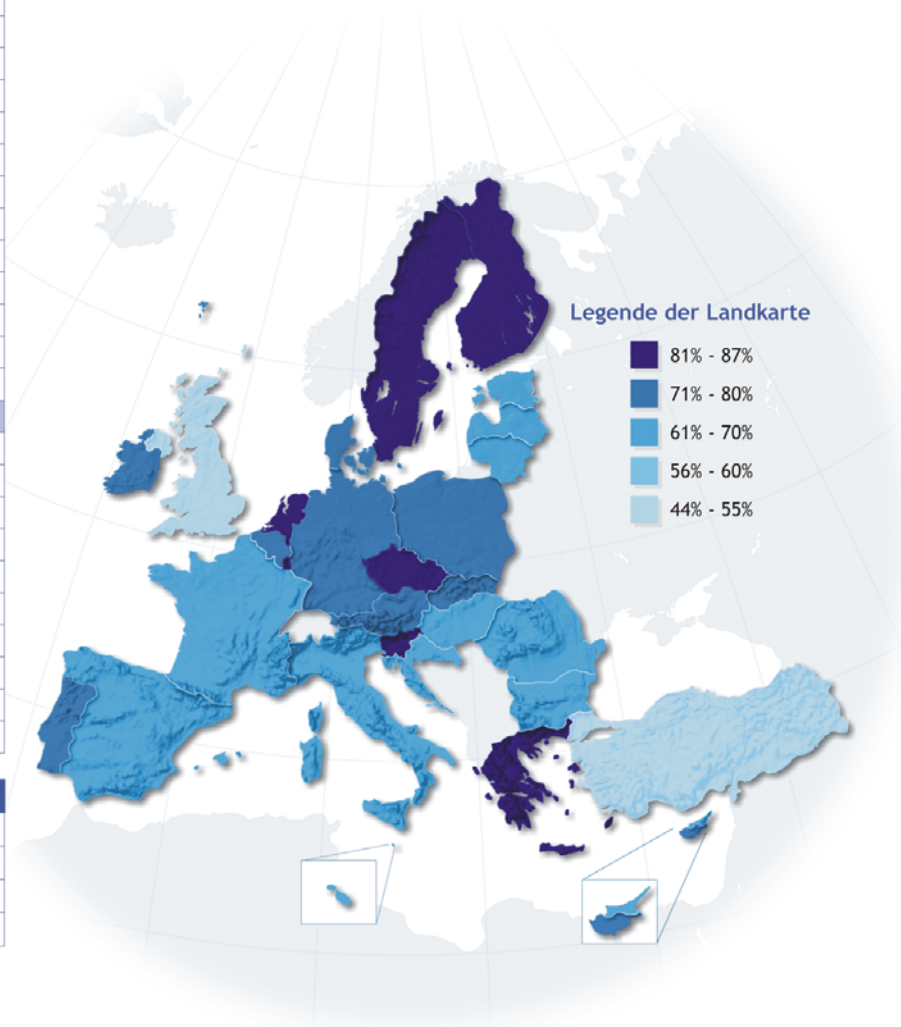 Legende der Landkarte
81% - 87%
71% - 80%
61% - 70%
56% - 60%
44% - 55%